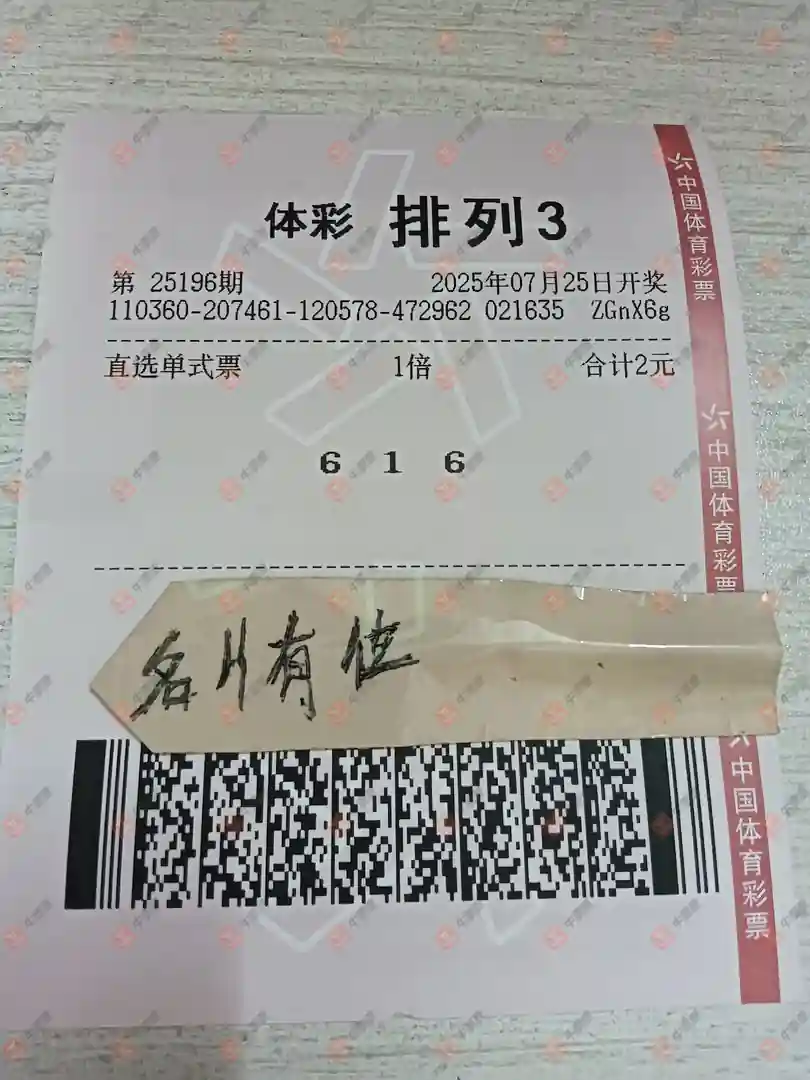 体彩 排列3
第 25196期 2025年07月25日开奖
110360-207461-120578-472962 021635 ZGnX6g
直选单式票 1倍 合计2元
6 1 6
名片有位
中国体育彩票
中国体育彩票
中国体育彩票